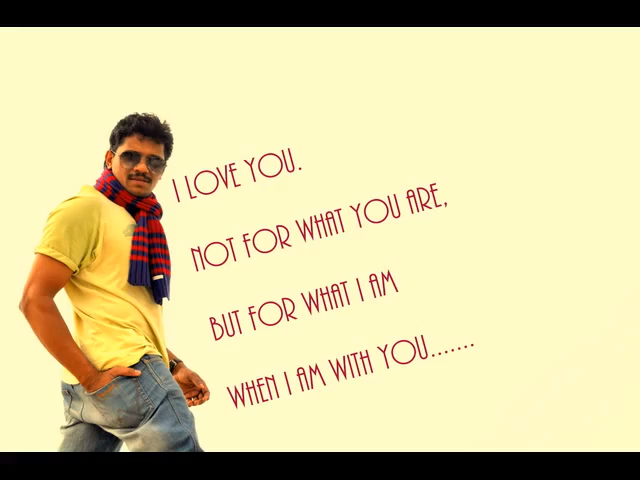 I LOVE YOU.
NOT FOR WHAT YOU ARE,
BUT FOR WHAT I AM
WHEN I AM WITH YOU.......